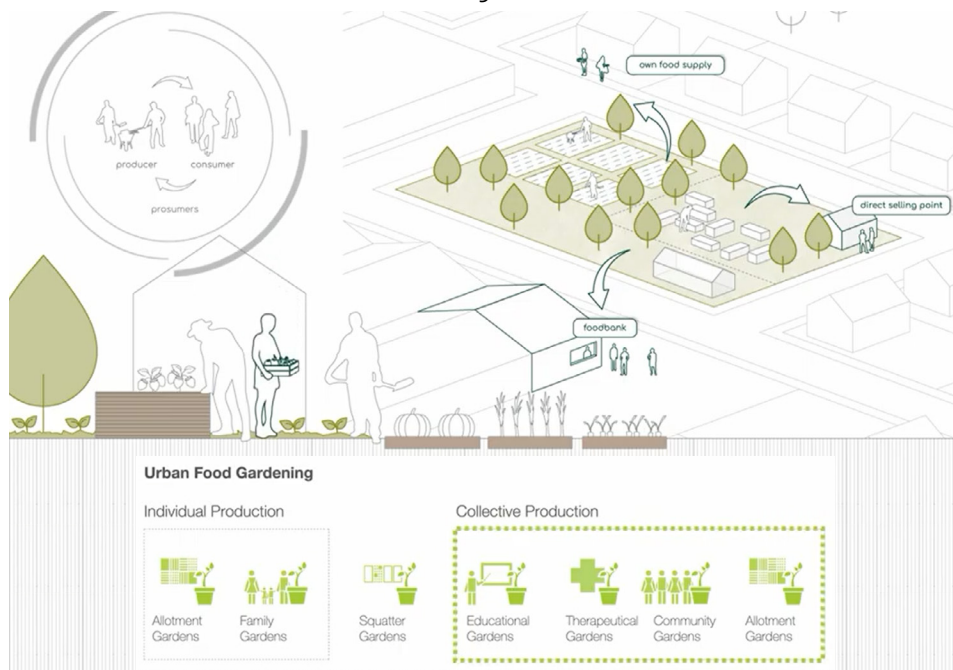 own food supply
producer
consumer
prosumers
direct selling point
foodbank
Urban Food Gardening
Individual Production
Collective Production
Allotment
Gardens
Family
Gardens
Squatter
Gardens
Educational
Gardens
Therapeutical
Gardens
Community
Gardens
Allotment
Gardens